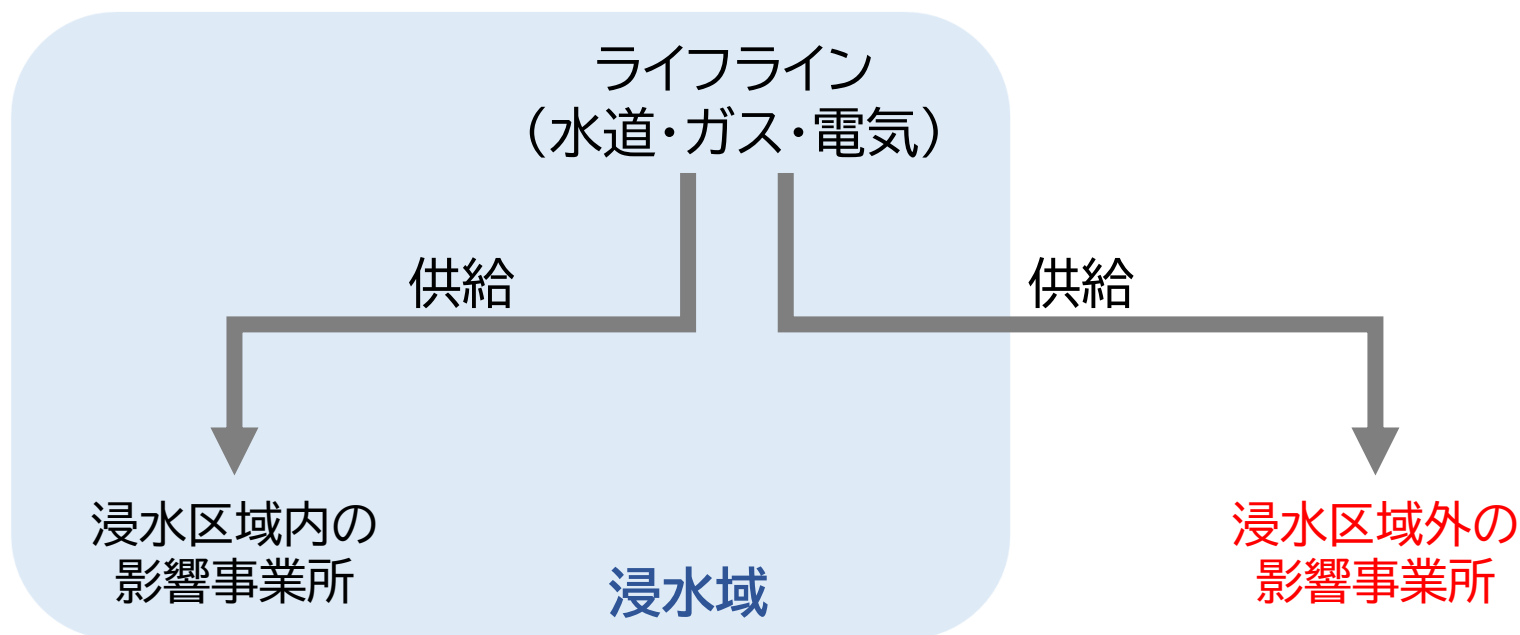 ライフライン
（水道・ガス・電気）
供給
供給
浸水区域内の
影響事業所
浸水域
浸水区域外の
影響事業所